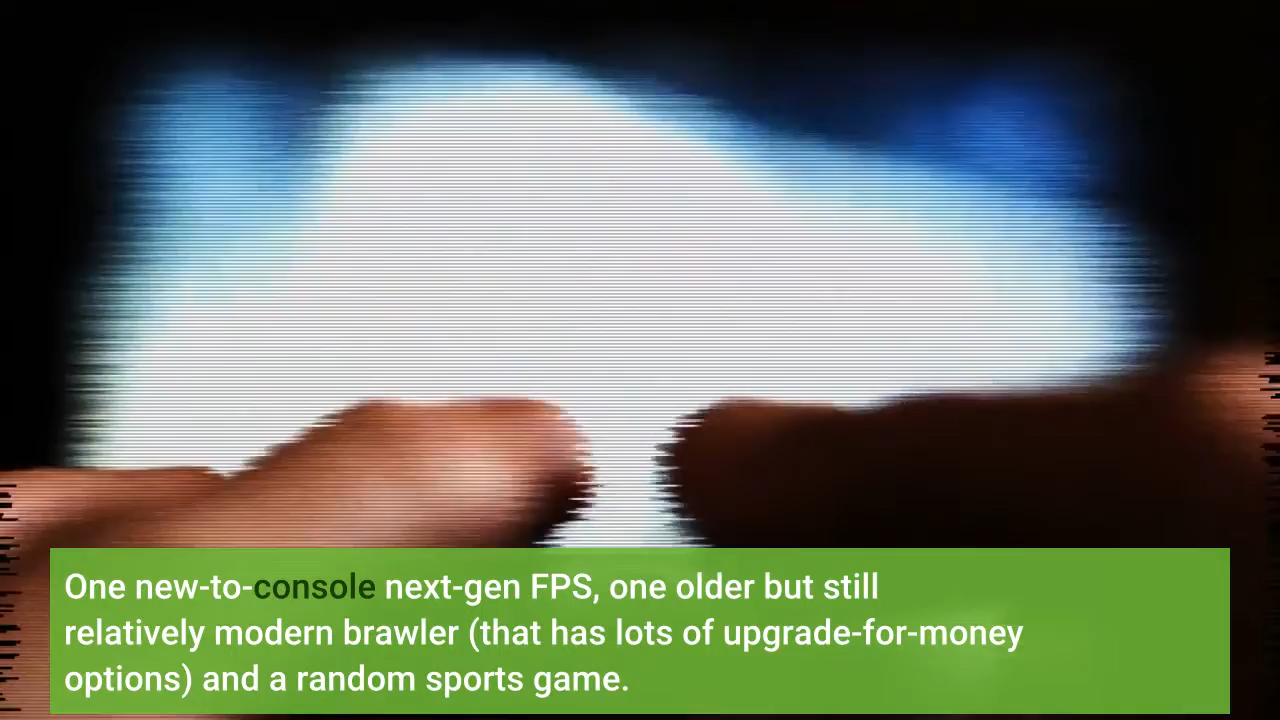 One new-to-console next-gen FPS, one older but still
relatively modern brawler (that has lots of upgrade-for-money
options) and a random sports game.